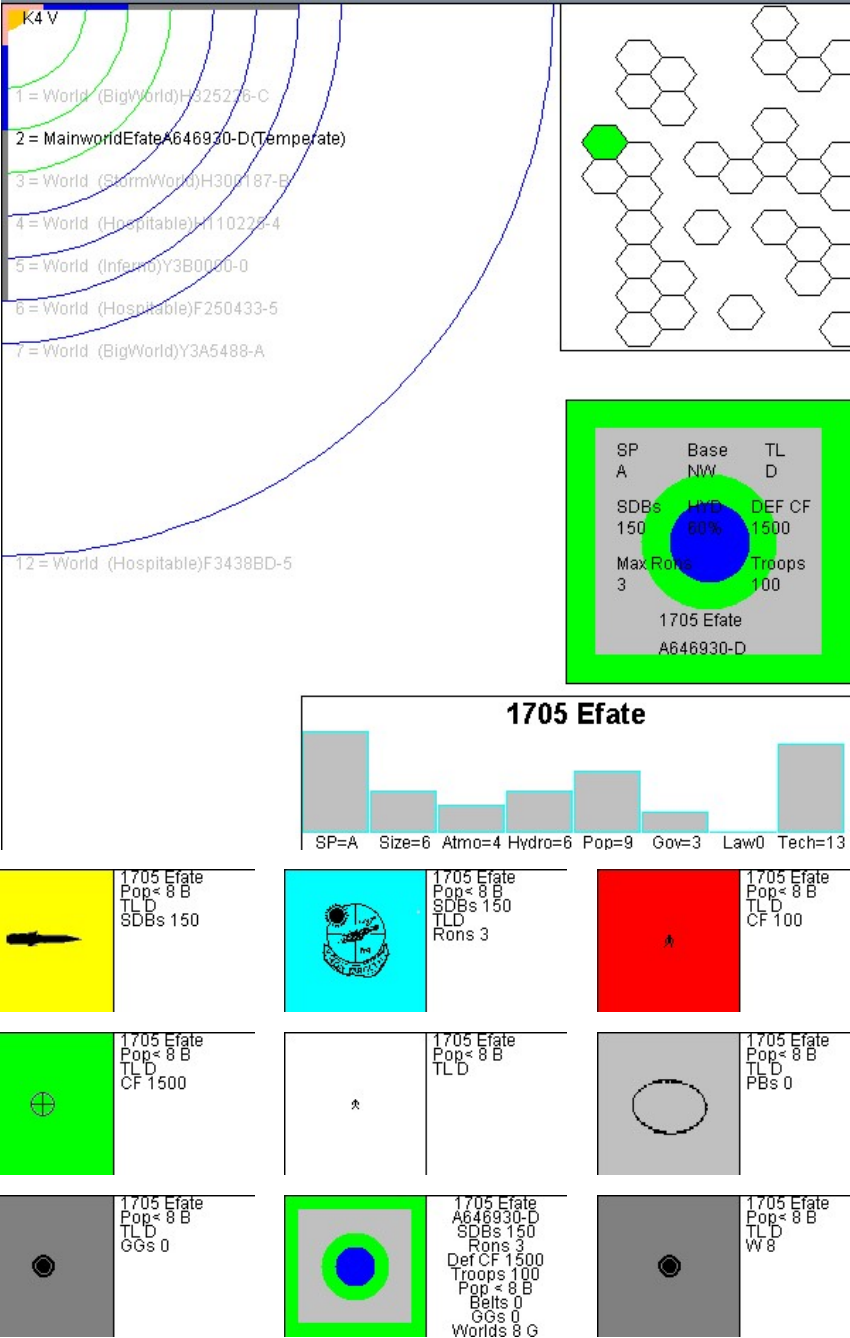 K4 V
1 = World (BigWorld)H325226-C
2 = MainworldEfateA646930-D(Temperate)
3 = World (StormWorld)H300187-B
4 = World (Hospitable)H110226-4
5 = World (Inferno)Y3B0000-0
6 = World (Hospitable)F250433-5
7 = World (BigWorld)Y3A5488-A
12 = World (Hospitable)F3438BD-5
SP Base TL
A NW D
SDBs HYD DEF CF
150 60% 1500
Max Rons Troops
3 100
1705 Efate
A646930-D
1705 Efate
SP=A Size=6 Atmo=4 Hydro=6 Pop=9 Gov=3 Law0 Tech=13
1705 Efate
Pop< 8 B
TL D
SDBs 150
1705 Efate
Pop< 8 B
SDBs 150
TLD
Rons 3
1705 Efate
Pop< 8 B
TL D
CF 100
1705 Efate
Pop< 8 B
TL D
CF 1500
1705 Efate
Pop< 8 B
TL D
1705 Efate
Pop< 8 B
TL D
PBs 0
1705 Efate
Pop< 8 B
TL D
GGs 0
1705 Efate
A646930-D
SDBs 150
Rons 3
Def CF 1500
Troops 100
Pop < 8 B
Belts 0
GGs 0
Worlds 8 G
1705 Efate
Pop< 8 B
TL D
W 8